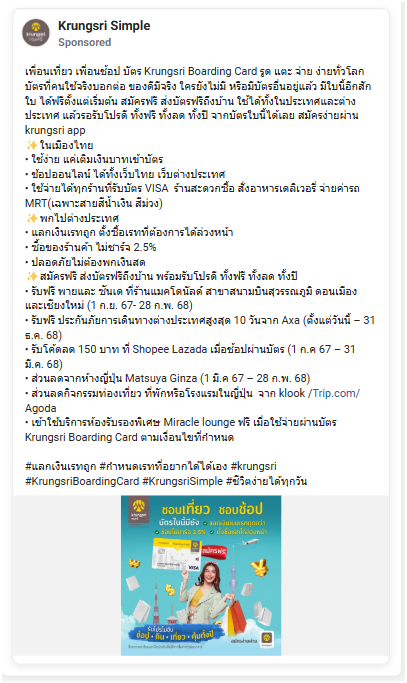 Krungsri Simple
Sponsored
เพื่อนเที่ยว เพื่อนช้อป บัตร Krungsri Boarding Card รูด แตะ จ่าย ง่ายทั่วโลก
บัตรที่คนใช้จริงบอกต่อ ของดีมีจริง ใครยังไม่มี หรือมีบัตรอื่นอยู่แล้ว มีใบนี้อีกสัก
ใบ ได้ฟรีตั้งแต่เริ่มต้น สมัครฟรี ส่งบัตรฟรีถึงบ้าน ใช้ได้ทั้งในประเทศและต่าง
ประเทศ แล้วรอรับโปรดิ ทั้งฟรี ทั้งลด ทั้งปี จากบัตรใบนี้ได้เลย สมัครง่ายผ่าน
krungsri app
✨ในเมืองไทย
• ใช้ง่าย แค่เติมเงินบาทเข้าบัตร
• ช้อปออนไลน์ ได้ทั้งเว็บไทย เว็บต่างประเทศ
• ใช้จ่ายได้ทุกร้านที่รับบัตร VISA ร้านสะดวกซื้อ สั่งอาหารเดลิเวอรี่ จ่ายค่ารถ
MRT(เฉพาะสายสีน้ำเงิน สีม่วง)
✨พกไปต่างประเทศ
• แลกเงินเรทถูก ตั้งซื้อเรทที่ต้องการได้ล่วงหน้า
• ซื้อของร้านค้า ไม่ชาร์จ 2.5%
• ปลอดภัยไม่ต้องพกเงินสด
✨สมัครฟรี ส่งบัตรฟรีถึงบ้าน พร้อมรับโปรดิ ทั้งฟรี ทั้งลด ทั้งปี
• รับฟรี พายและ ซันเด ที่ร้านแมคโดนัลด์ สาขาสนามบินสุวรรณภูมิ ดอนเมือง
และเชียงใหม่ (1 ก.ย. 67- 28 ก.พ. 68)
• รับฟรี ประกันภัยการเดินทางต่างประเทศสูงสุด 10 วันจาก Axa (ตั้งแต่วันนี้ – 31
ธ.ค. 68)
• รับโค้ดลด 150 บาท ที่ Shopee Lazada เมื่อช้อปผ่านบัตร (1 ก.ค 67 – 31
มี.ค. 68)
• ส่วนลดจากห้างญี่ปุ่น Matsuya Ginza (1 มี.ค 67 – 28 ก.พ. 68)
• ส่วนลดกิจกรรมท่องเที่ยว ที่พักหรือโรงแรมในญี่ปุ่น จาก klook /Trip.com/
Agoda
• เข้าใช้บริการห้องรับรองพิเศษ Miracle lounge ฟรี เมื่อใช้จ่ายผ่านบัตร
Krungsri Boarding Card ตามเงื่อนไขที่กำหนด
#แลกเงินเรทถูก #กำหนดเรทที่อยากได้ได้เอง #krungsri
#KrungsriBoardingCard #KrungsriSimple #ชีวิตง่ายได้ทุกวัน
krungsri
กรุงศรี
ชอบเที่ยว ชอบช้อป
บัตรใบนี้มียัง
สมัครฟรี
VISA
รับโปรโมชัน
ช้อป • กิน • เที่ยว • คุ้มทั้งปี